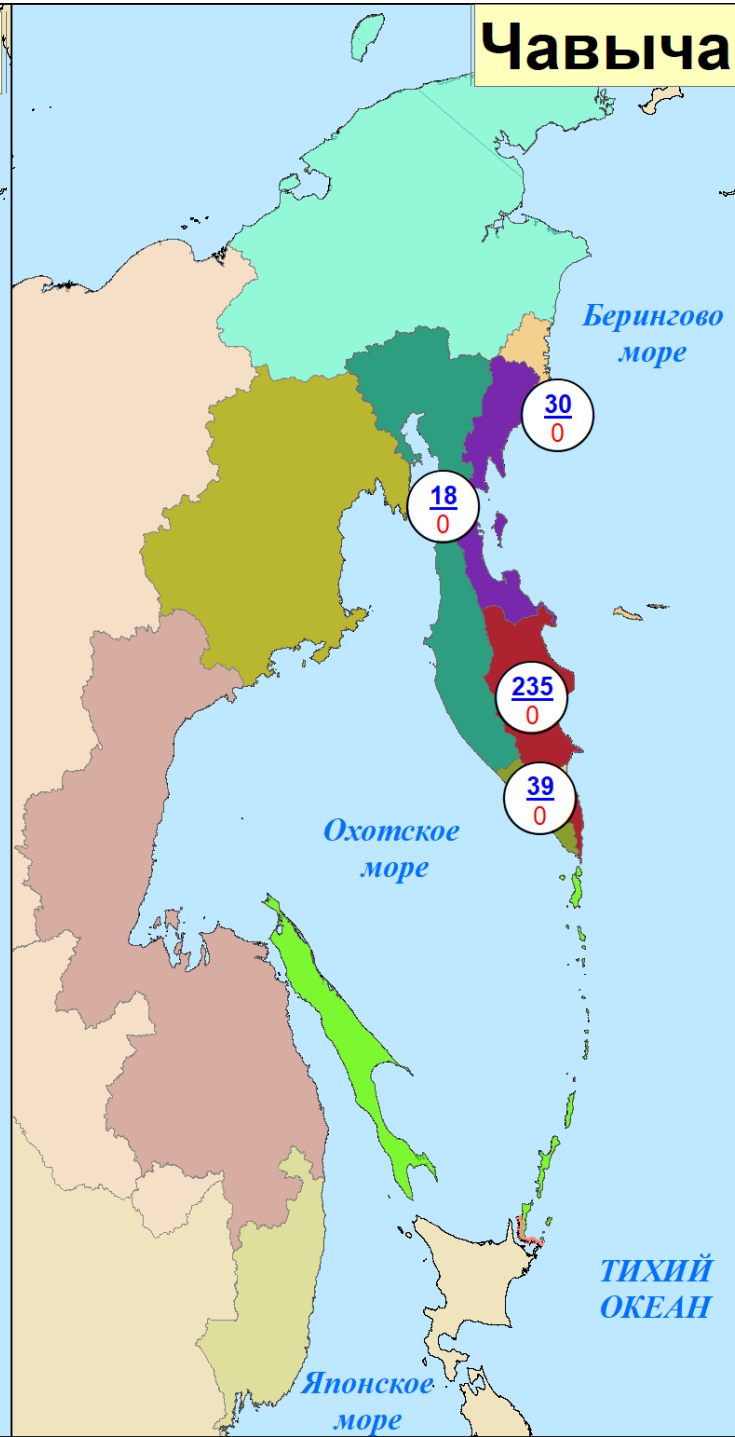 Чавыча
Берингово
море
30
0
18
0
235
0
39
0
Охотское
море
ТИХИЙ
ОКЕАН
Японское
море